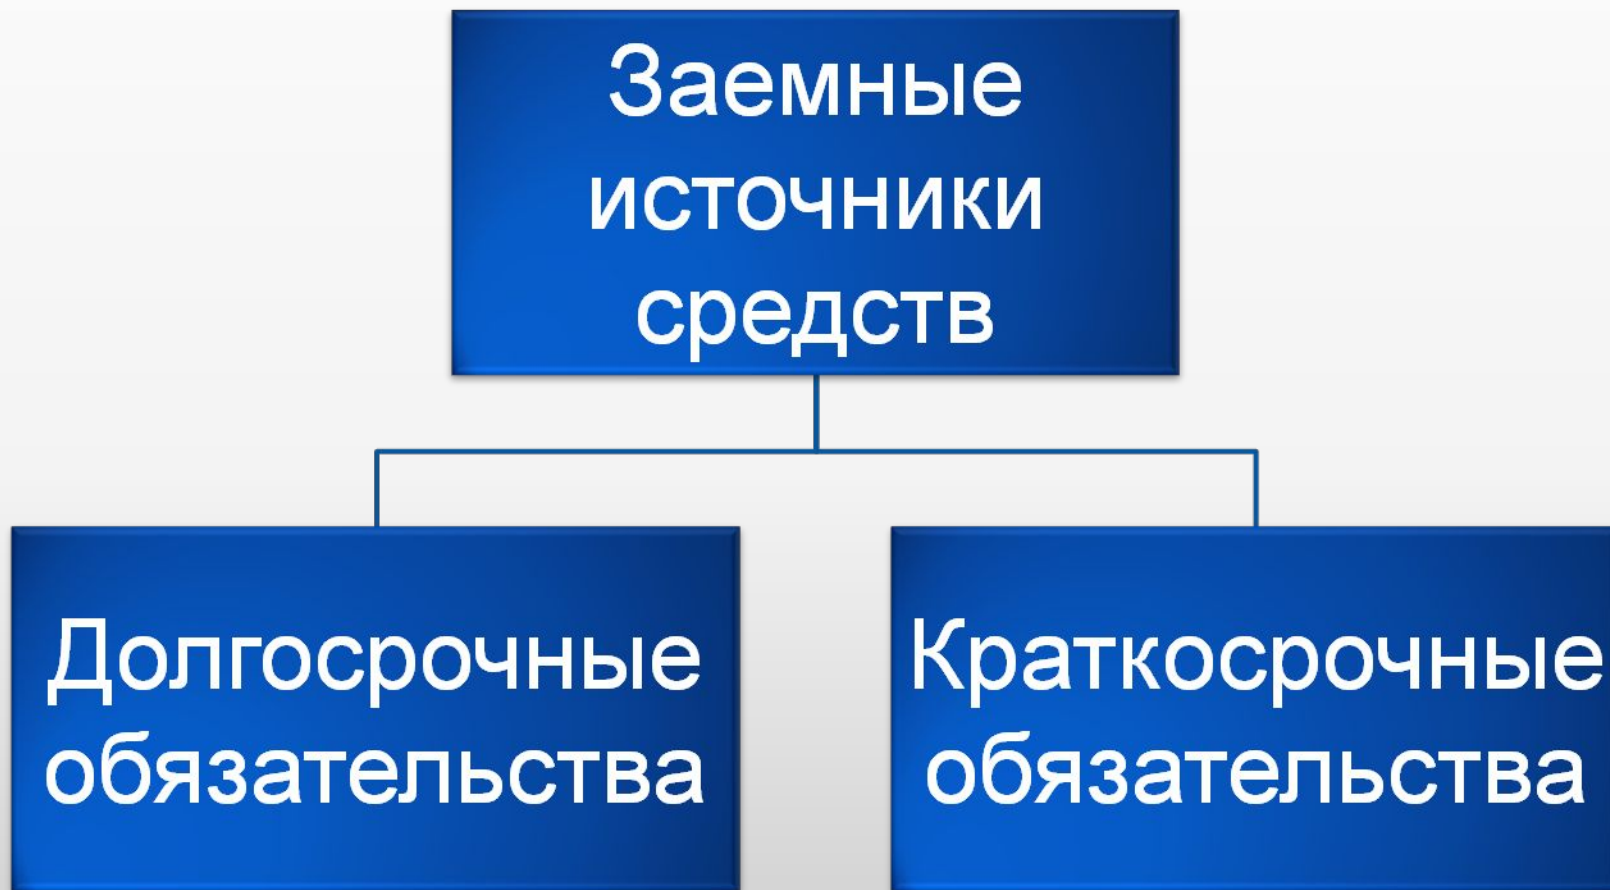 Заемные
источники
средств
Долгосрочные
обязательства
Краткосрочные
обязательства